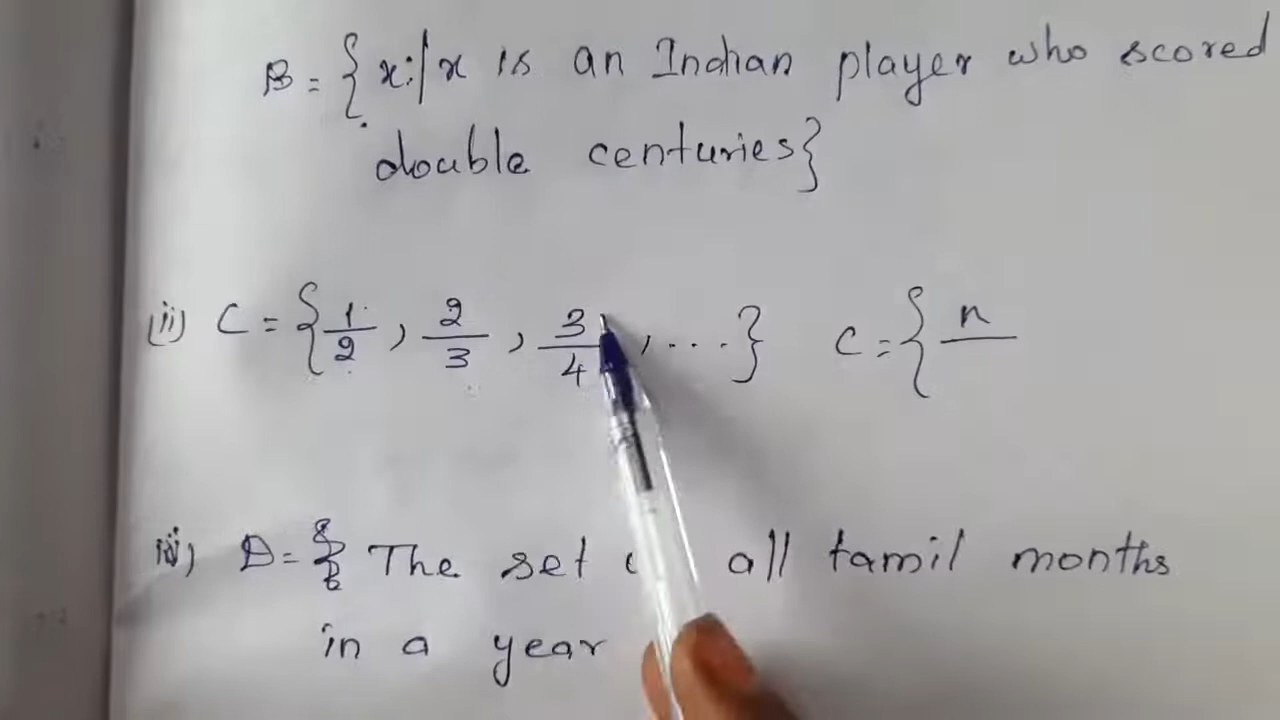 B = {x:/x is an Indian player who scored
double centuries}
(ii) C = {1/2, 2/3, 3/4, ...} C = {n/
iii) D = { The set all tamil months
in a year